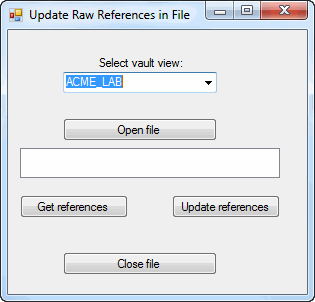 Update Raw References in File
Select vault view:
ACME_LAB
Open file
Get references
Update references
Close file